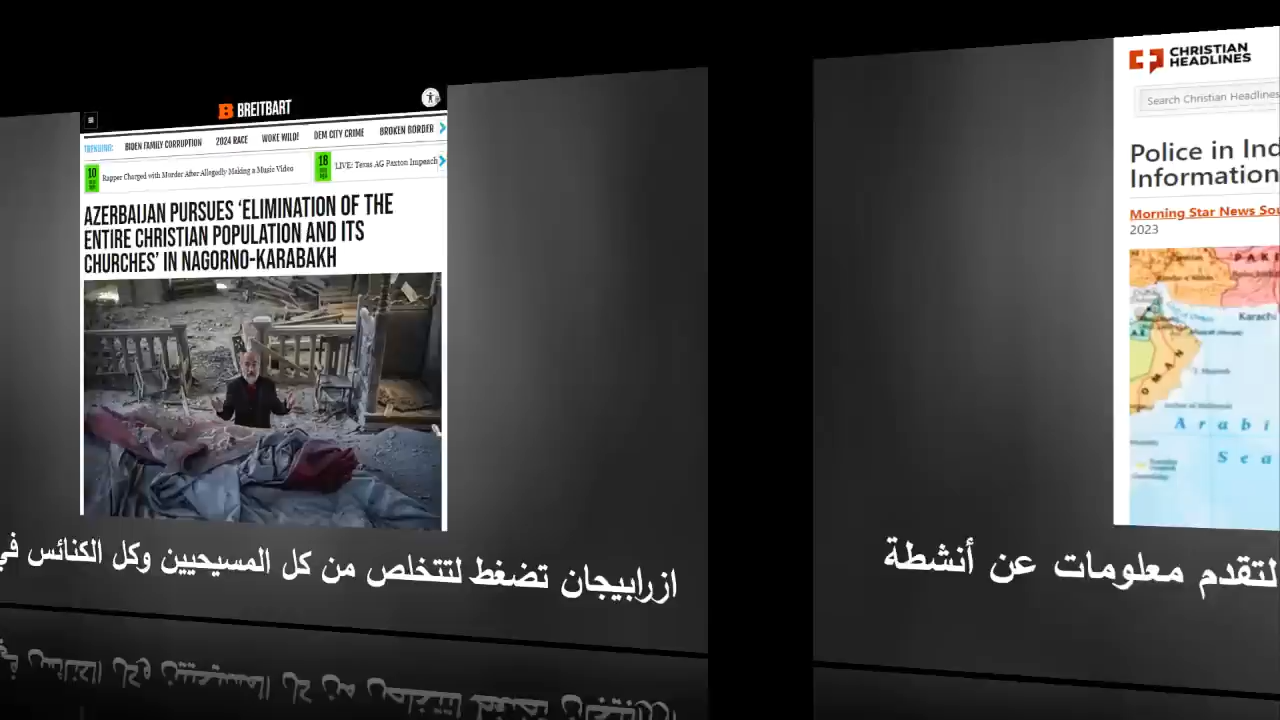 BREITBART
TRENDING:
BIDEN FAMILY CORRUPTION
2024 RACE
WOKE WILD!
DEM CITY CRIME
BROKEN BORDER
10
Rapper Charged with Murder After Allegedly Making a Music Video
18
LIVE: Texas AG Paxton Impeach
AZERBAIJAN PURSUES ‘ELIMINATION OF THE
ENTIRE CHRISTIAN POPULATION AND ITS
CHURCHES’ IN NAGORNO-KARABAKH
ازرابيجان تضغط لتتخلص من كل المسيحيين وكل الكنائس في
CHRISTIAN
HEADLINES
Search Christian Headlines
Police in Ind
Information
Morning Star News Sou
2023
PAKI
Karachi
OMAN
Arabi
Sea
لتقدم معلومات عن أنشطة